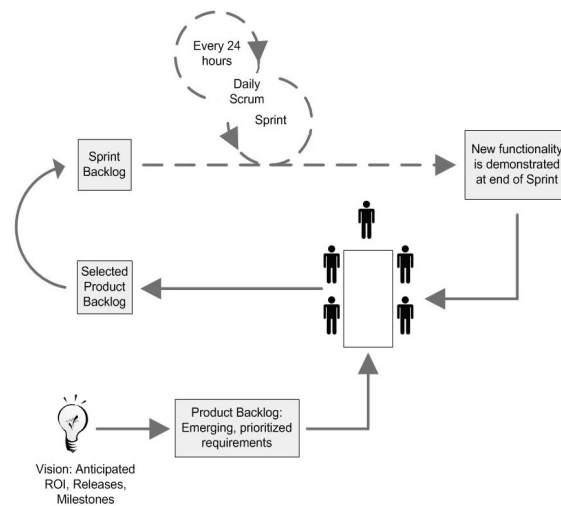 Every 24
hours
Daily
Scrum
Sprint
Sprint
Backlog
New functionality
is demonstrated
at end of Sprint
Selected
Product
Backlog
Product Backlog:
Emerging, prioritized
requirements
Vision: Anticipated
ROI, Releases,
Milestones